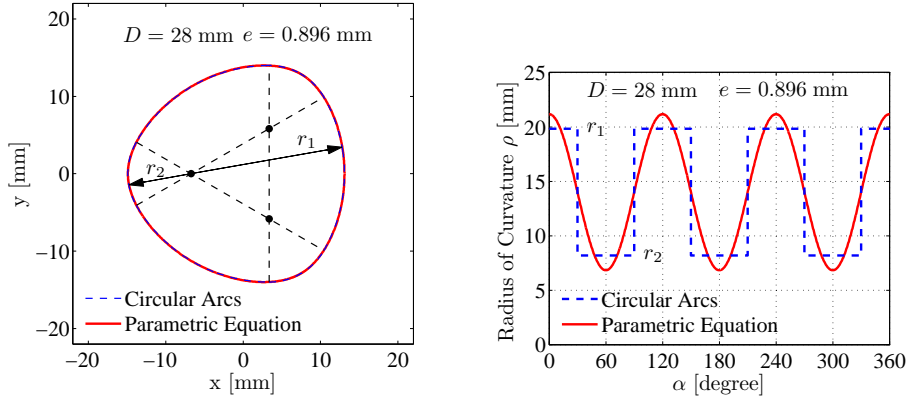 D = 28 mm e = 0.896 mm
r₁
r₂
Circular Arcs
Parametric Equation
20
10
0
−10
−20
y [mm]
−20 −10 0 10 20
x [mm]
D = 28 mm e = 0.896 mm
r₁
r₂
Circular Arcs
Parametric Equation
25
20
15
10
5
0
Radius of Curvature ρ [mm]
0 60 120 180 240 300 360
α [degree]